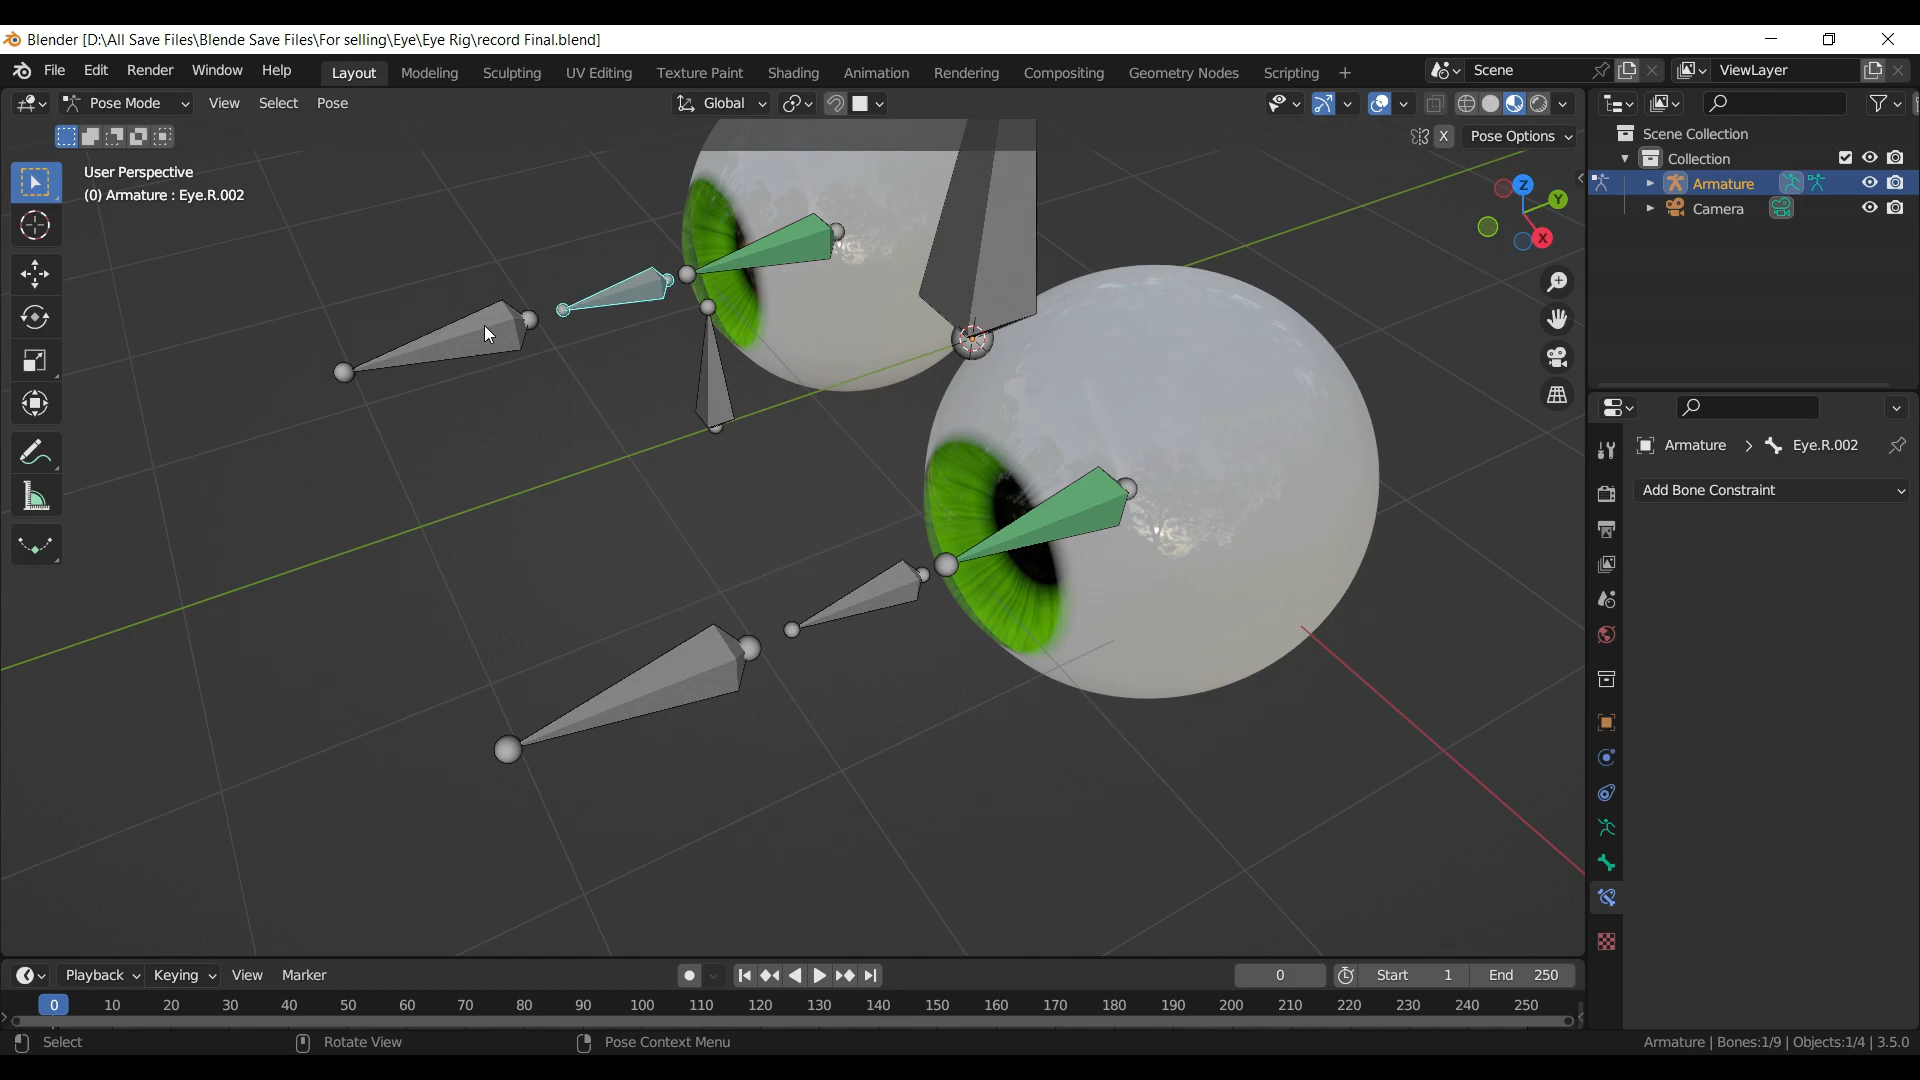 Blender [D:\All Save Files\Blende Save Files\For selling\Eye\Eye Rig\record Final.blend]
File Edit Render Window Help Layout Modeling Sculpting UV Editing Texture Paint Shading Animation Rendering Compositing Geometry Nodes Scripting + Scene ViewLayer
Pose Mode View Select Pose Global
X Pose Options
Scene Collection
Collection
Armature
Camera
User Perspective
(0) Armature : Eye.R.002
Z
Y
X
Armature > Eye.R.002
Add Bone Constraint
Playback Keying View Marker 0 Start 1 End 250
0 10 20 30 40 50 60 70 80 90 100 110 120 130 140 150 160 170 180 190 200 210 220 230 240 250
Select Rotate View Pose Context Menu Armature | Bones:1/9 | Objects:1/4 | 3.5.0